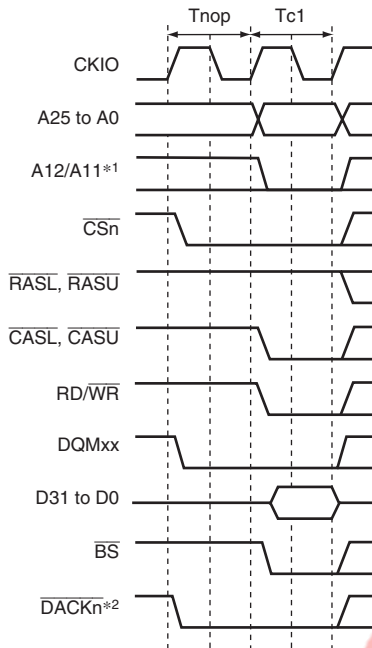 Tnop Tc1
CKIO
A25 to A0
A12/A11*1
CSn
RASL, RASU
CASL, CASU
RD/WR
DQMxx
D31 to D0
BS
DACKn*2